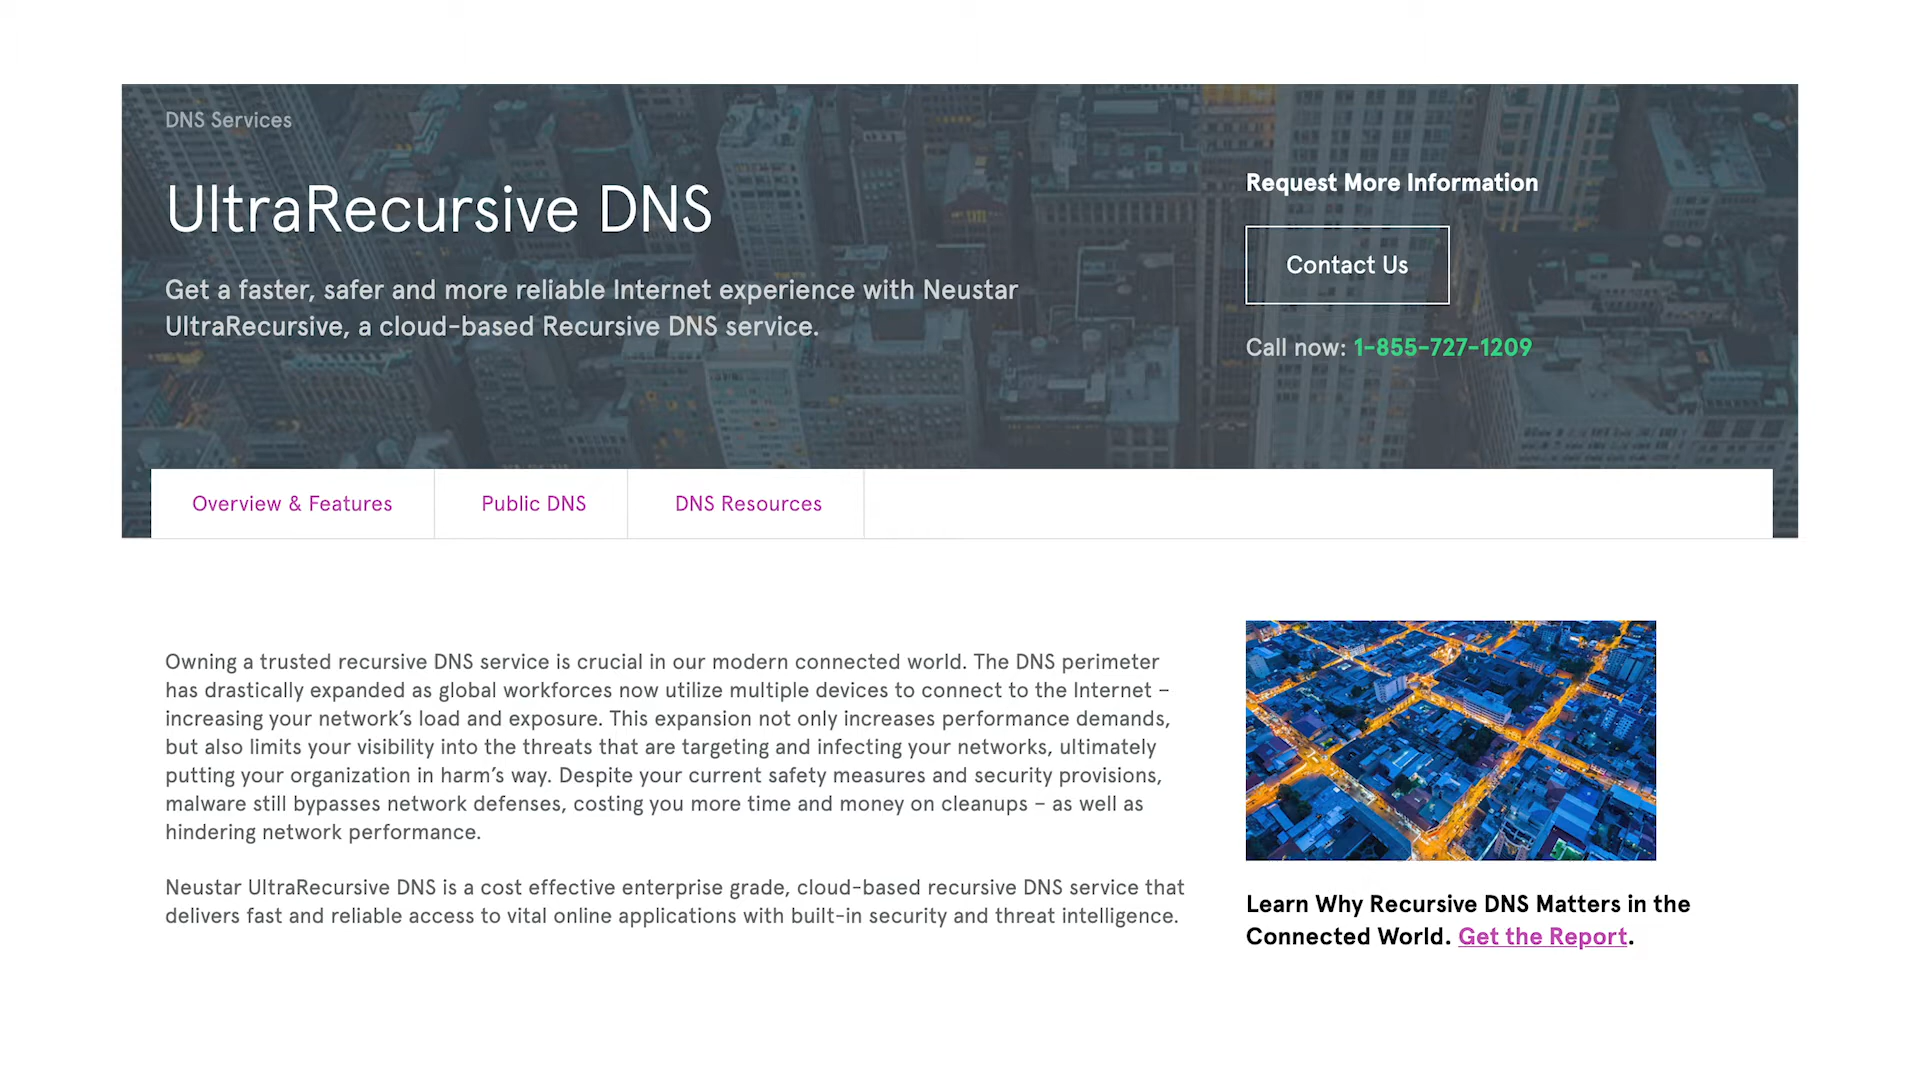 DNS Services
UltraRecursive DNS
Get a faster, safer and more reliable Internet experience with Neustar
UltraRecursive, a cloud-based Recursive DNS service.
Request More Information
Contact Us
Call now: 1-855-727-1209
Overview & Features
Public DNS
DNS Resources
Owning a trusted recursive DNS service is crucial in our modern connected world. The DNS perimeter
has drastically expanded as global workforces now utilize multiple devices to connect to the Internet –
increasing your network’s load and exposure. This expansion not only increases performance demands,
but also limits your visibility into the threats that are targeting and infecting your networks, ultimately
putting your organization in harm’s way. Despite your current safety measures and security provisions,
malware still bypasses network defenses, costing you more time and money on cleanups – as well as
hindering network performance.
Neustar UltraRecursive DNS is a cost effective enterprise grade, cloud-based recursive DNS service that
delivers fast and reliable access to vital online applications with built-in security and threat intelligence.
Learn Why Recursive DNS Matters in the
Connected World. Get the Report.